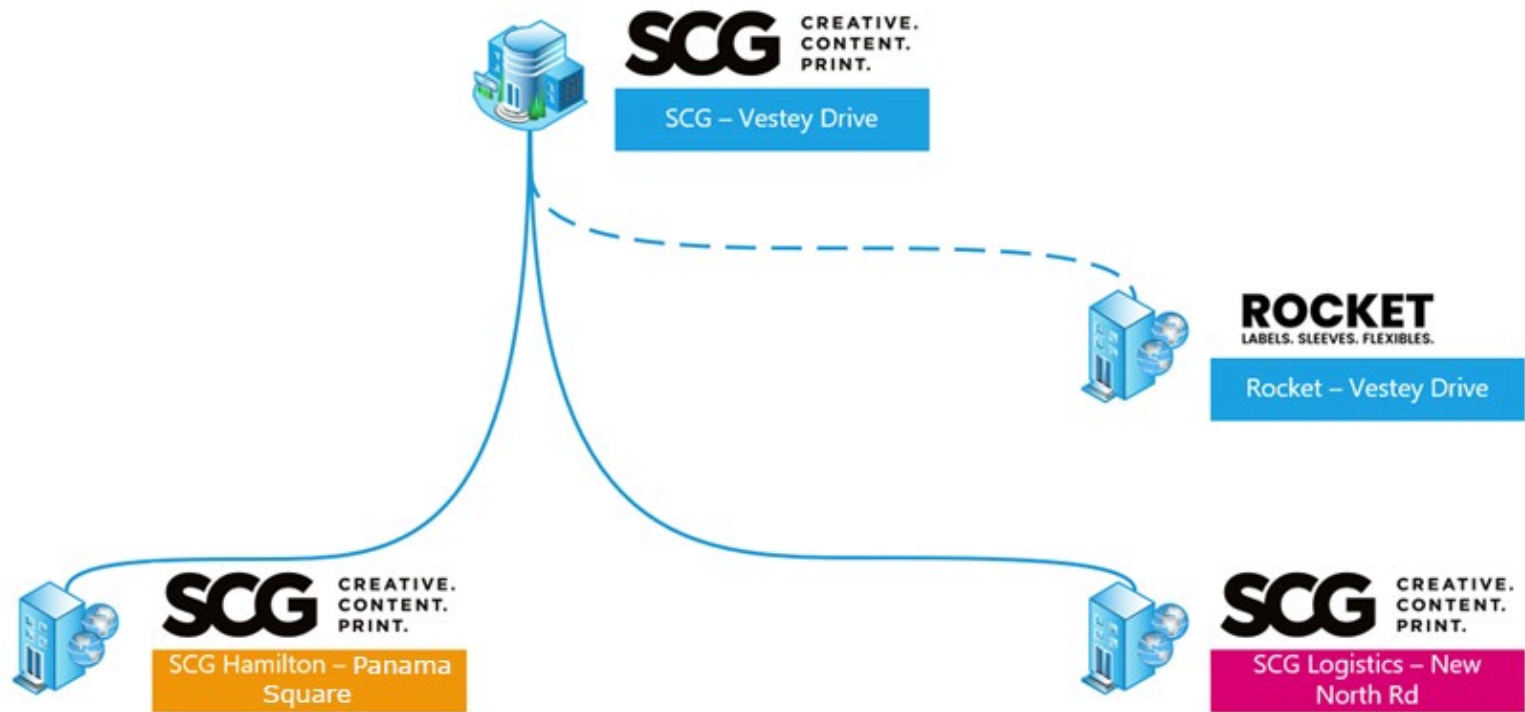 SCG
CREATIVE.
CONTENT.
PRINT.
SCG – Vestey Drive
ROCKET
LABELS. SLEEVES. FLEXIBLES.
Rocket – Vestey Drive
SCG
CREATIVE.
CONTENT.
PRINT.
SCG Hamilton – Panama
Square
SCG
CREATIVE.
CONTENT.
PRINT.
SCG Logistics – New
North Rd